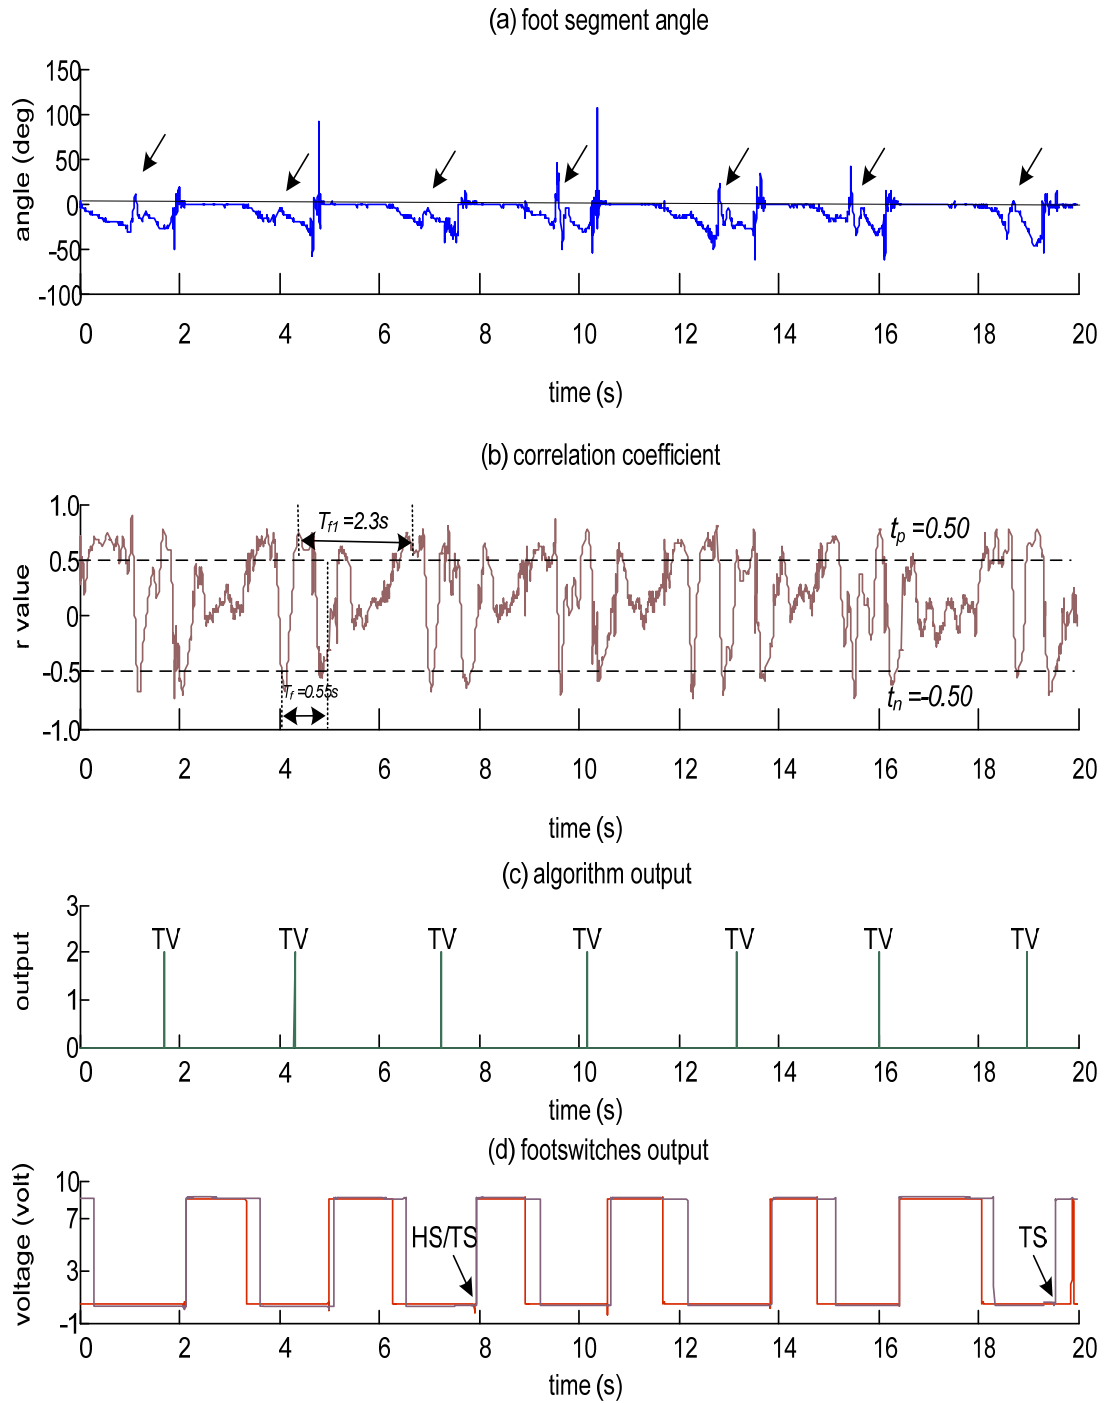 (a) foot segment angle
angle (deg)
150
100
50
0
-50
-100
0 2 4 6 8 10 12 14 16 18 20
time (s)
(b) correlation coefficient
r value
1.0
0.5
0
-0.5
-1.0
Tf1 =2.3s
tp =0.50
Tf =0.55s
tn =-0.50
0 2 4 6 8 10 12 14 16 18 20
time (s)
(c) algorithm output
output
3
2
1
0
TV TV TV TV TV TV TV
0 2 4 6 8 10 12 14 16 18 20
time (s)
(d) footswitches output
voltage (volt)
10
7
3
-1
HS/TS
TS
0 2 4 6 8 10 12 14 16 18 20
time (s)